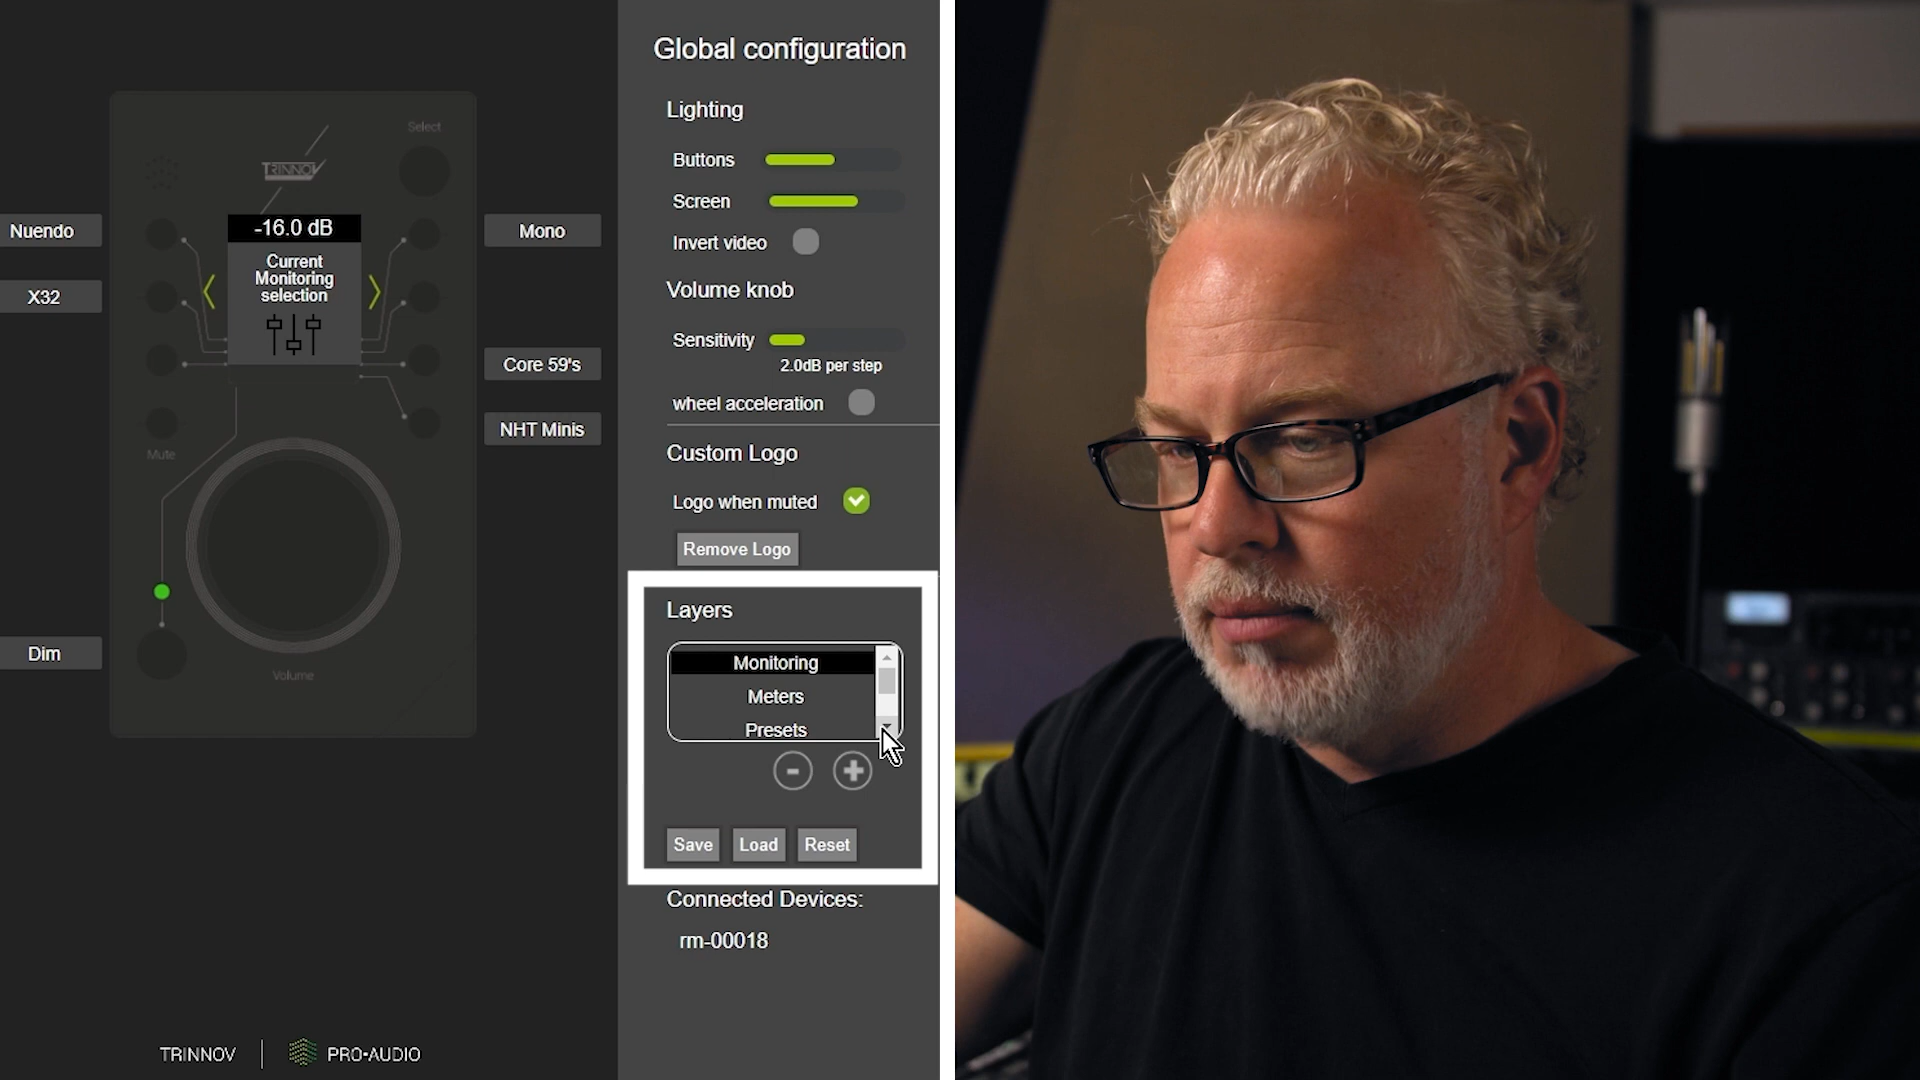 Select
TRINNOV
Nuendo
X32
-16.0 dB
Current
Monitoring
selection
Mono
Core 59's
NHT Minis
Mute
Dim
Volume
TRINNOV
PRO•AUDIO
Global configuration
Lighting
Buttons
Screen
Invert video
Volume knob
Sensitivity
2.0dB per step
wheel acceleration
Custom Logo
Logo when muted
Remove Logo
Layers
Monitoring
Meters
Presets
Save Load Reset
Connected Devices:
rm-00018